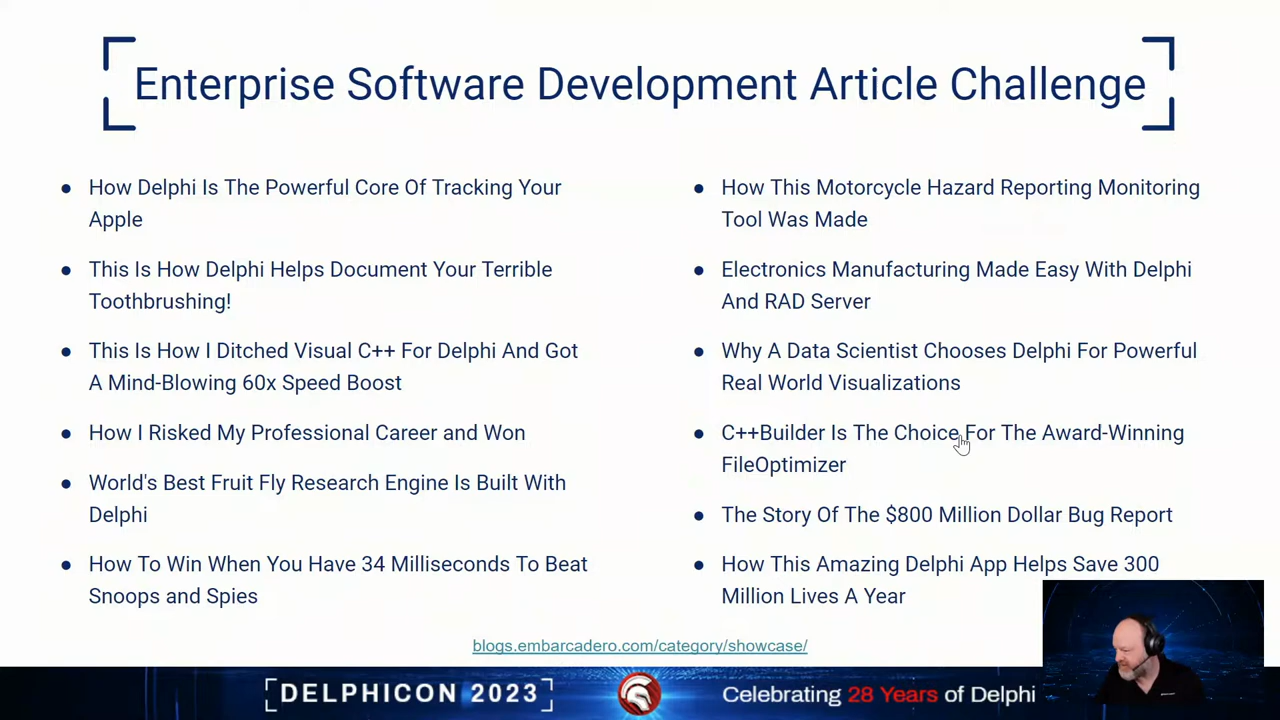 Enterprise Software Development Article Challenge
● How Delphi Is The Powerful Core Of Tracking Your
Apple
● This Is How Delphi Helps Document Your Terrible
Toothbrushing!
● This Is How I Ditched Visual C++ For Delphi And Got
A Mind-Blowing 60x Speed Boost
● How I Risked My Professional Career and Won
● World's Best Fruit Fly Research Engine Is Built With
Delphi
● How To Win When You Have 34 Milliseconds To Beat
Snoops and Spies
● How This Motorcycle Hazard Reporting Monitoring
Tool Was Made
● Electronics Manufacturing Made Easy With Delphi
And RAD Server
● Why A Data Scientist Chooses Delphi For Powerful
Real World Visualizations
● C++Builder Is The Choice For The Award-Winning
FileOptimizer
● The Story Of The $800 Million Dollar Bug Report
● How This Amazing Delphi App Helps Save 300
Million Lives A Year
blogs.embarcadero.com/category/showcase/
[DELPHICON 2023]
Celebrating 28 Years of Delphi